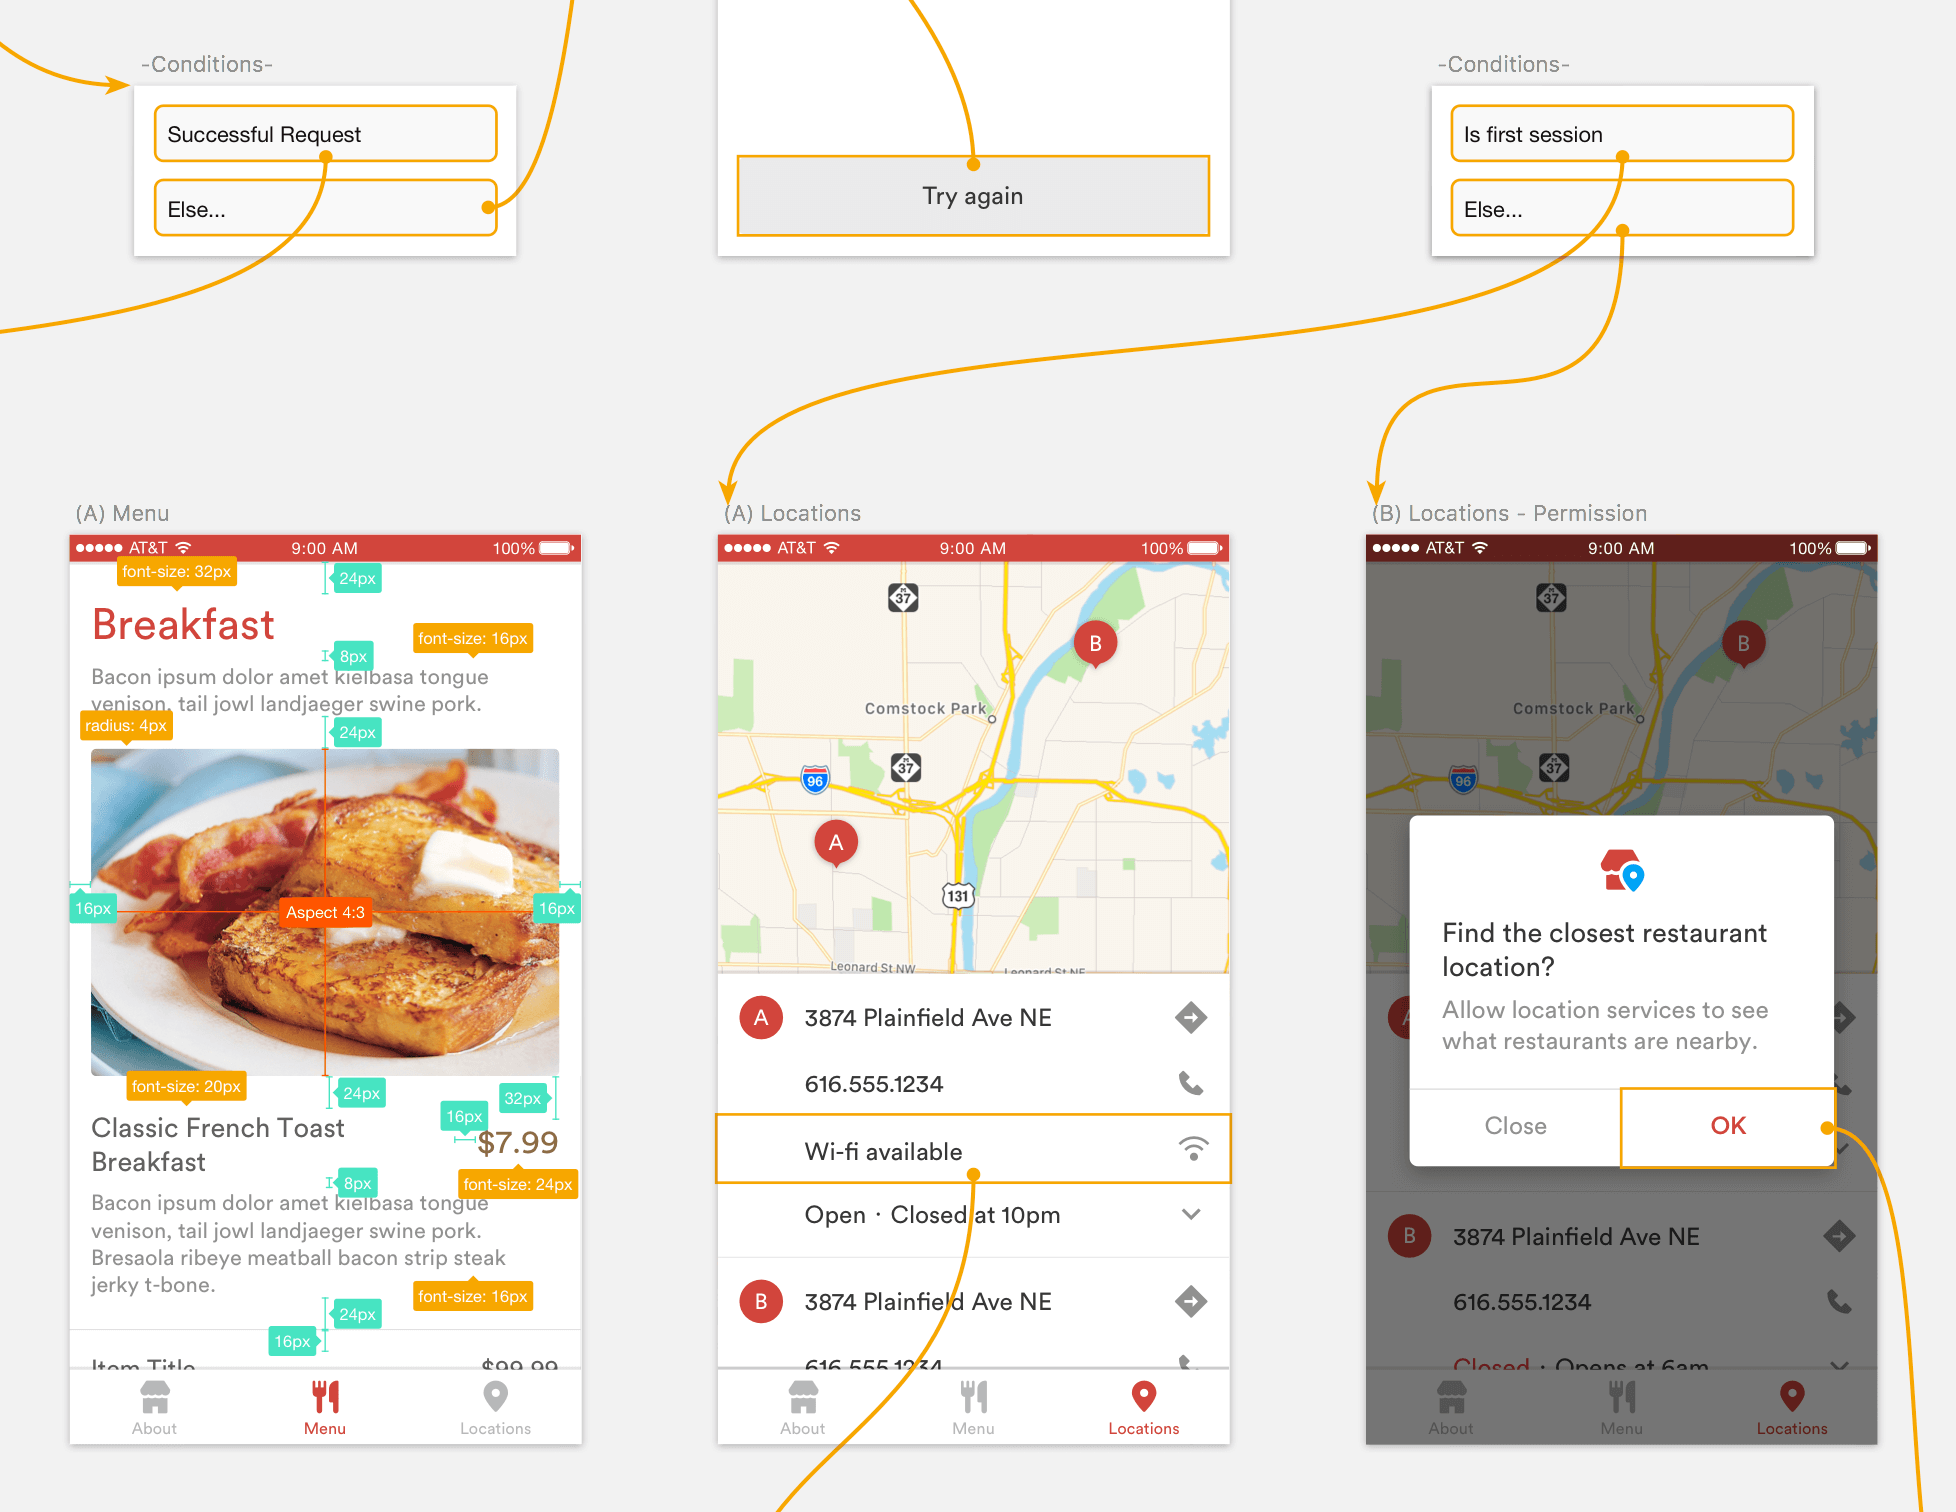 -Conditions-
Successful Request
Else...
Try again
-Conditions-
Is first session
Else...
(A) Menu
AT&T
9:00 AM
100%
font-size: 32px
24px
Breakfast
font-size: 16px
8px
Bacon ipsum dolor amet kielbasa tongue
venison, tail jowl landjaeger swine pork.
radius: 4px
24px
16px
Aspect 4:3
16px
font-size: 20px
24px
32px
16px
Classic French Toast
Breakfast
$7.99
8px
font-size: 24px
Bacon ipsum dolor amet kielbasa tongue
venison, tail jowl landjaeger swine pork.
Bresaola ribeye meatball bacon strip steak
jerky t-bone.
font-size: 16px
24px
16px
Item Title
$99.99
About
Menu
Locations
(A) Locations
AT&T
9:00 AM
100%
M
37
B
Comstock Park
96
M
37
A
131
Leonard St NW
Leonard St NE
A
3874 Plainfield Ave NE
616.555.1234
Wi-fi available
Open · Closed at 10pm
B
3874 Plainfield Ave NE
616.555.1234
About
Menu
Locations
(B) Locations - Permission
AT&T
9:00 AM
100%
M
37
B
Comstock Park
96
M
37
Find the closest restaurant
location?
Allow location services to see
what restaurants are nearby.
A
Close
OK
B
3874 Plainfield Ave NE
616.555.1234
Closed · Opens at 6am
About
Menu
Locations